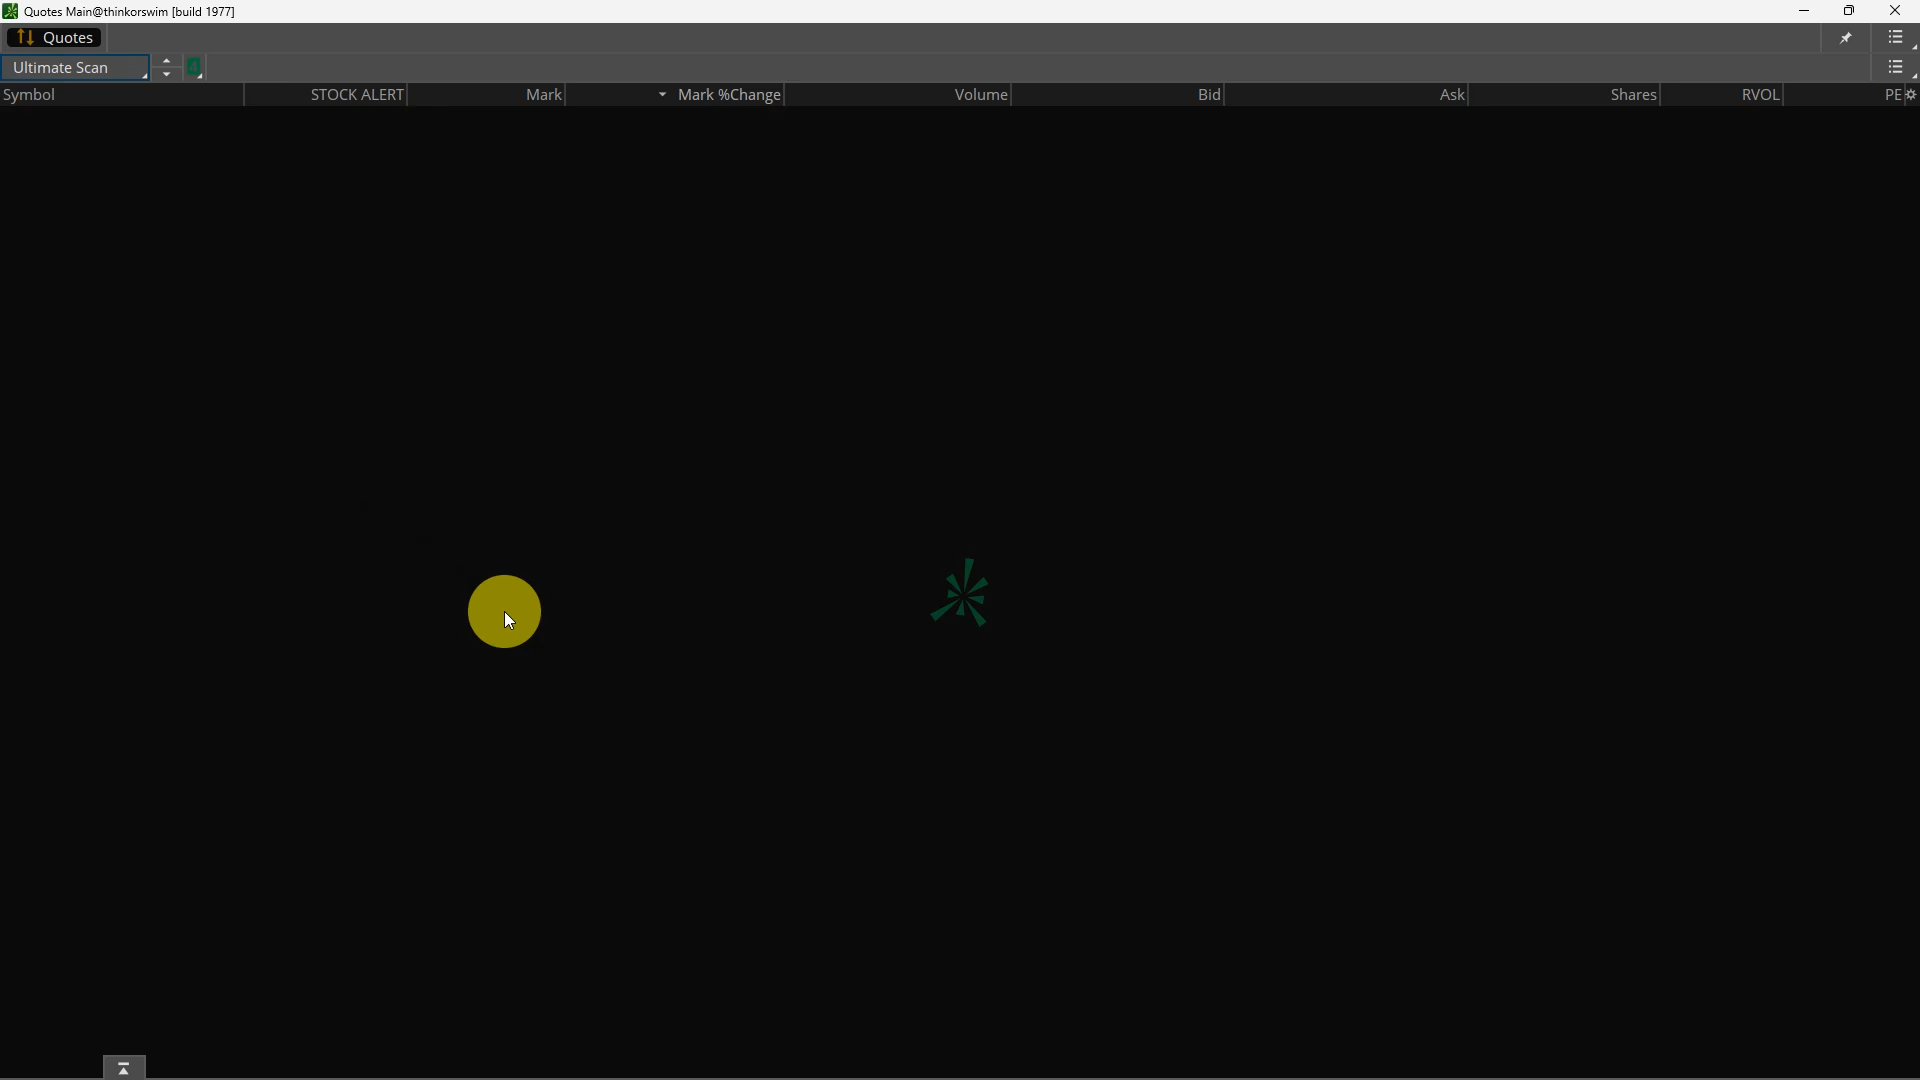 Quotes Main@thinkorswim [build 1977]
Quotes
Ultimate Scan
4
Symbol STOCK ALERT Mark Mark %Change Volume Bid Ask Shares RVOL PE